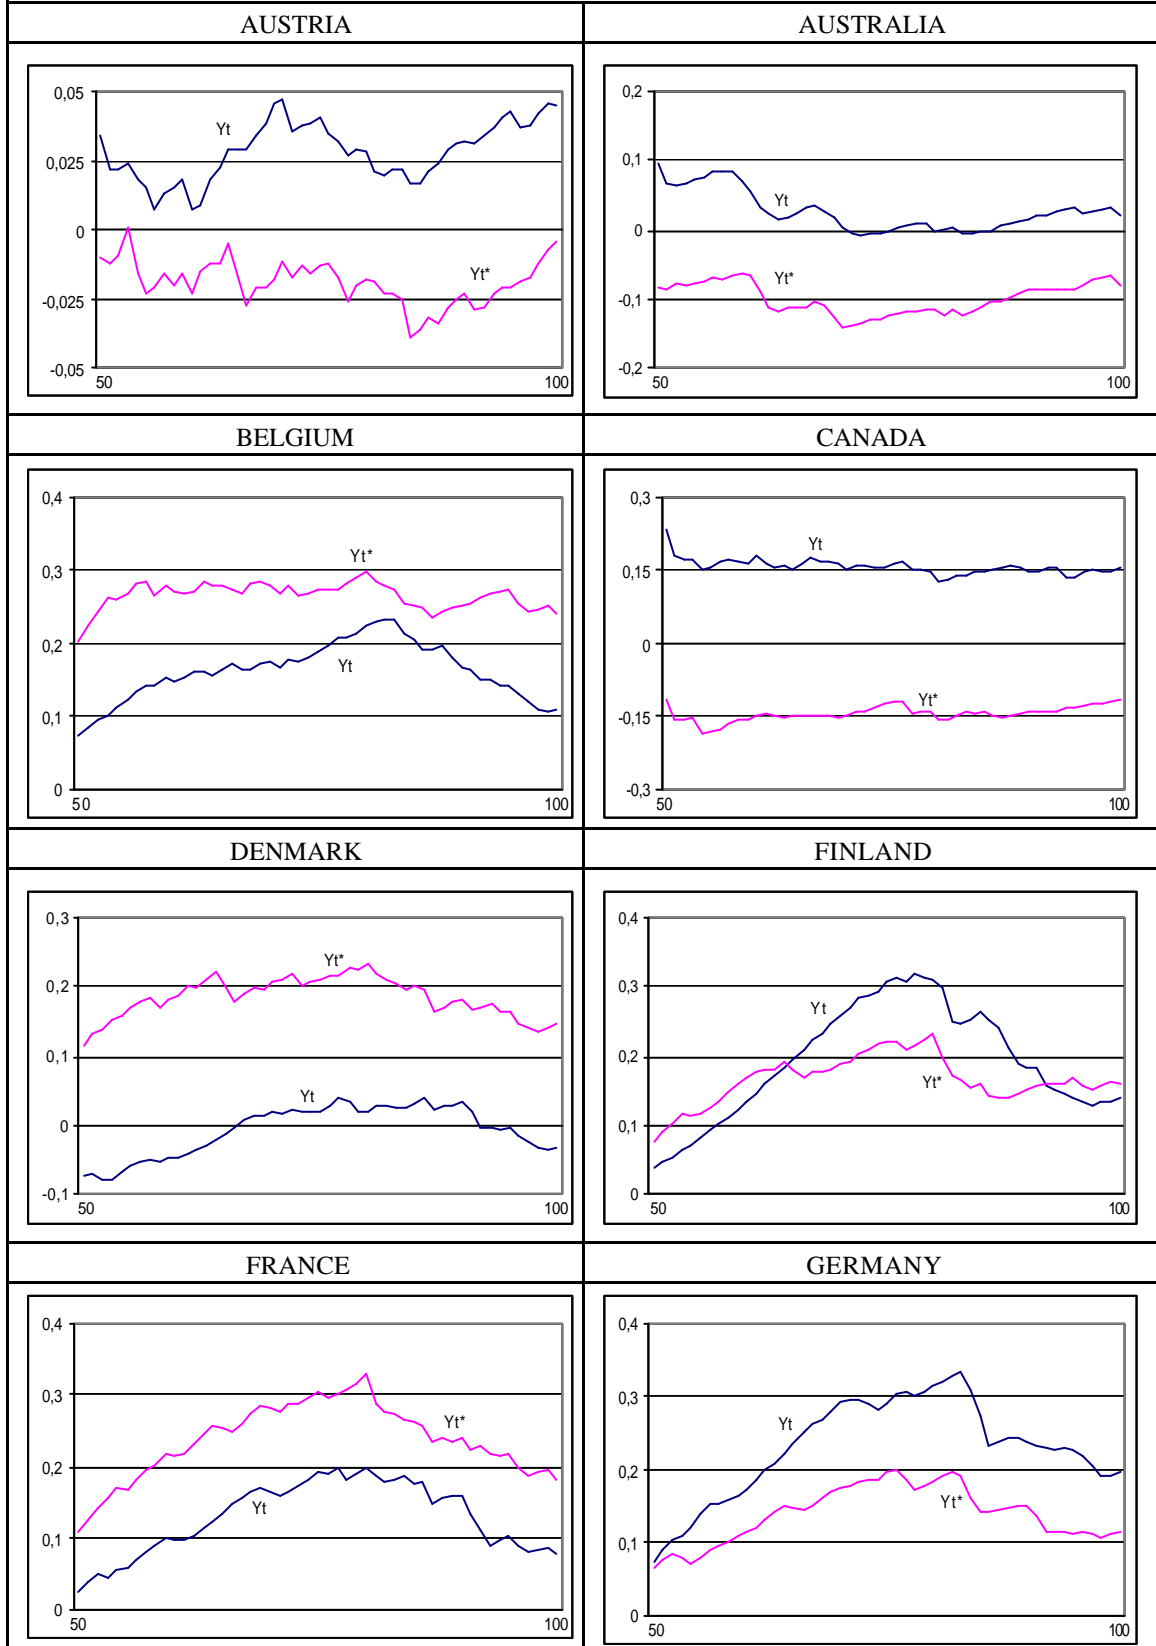 AUSTRIA
AUSTRALIA
0,05
0,025
0
-0,025
-0,05
Yt
Yt*
50
100
0,2
0,1
0
-0,1
-0,2
Yt
Yt*
50
100
BELGIUM
CANADA
0,4
0,3
0,2
0,1
0
Yt*
Yt
50
100
0,3
0,15
0
-0,15
-0,3
Yt
Yt*
50
100
DENMARK
FINLAND
0,3
0,2
0,1
0
-0,1
Yt*
Yt
50
100
0,4
0,3
0,2
0,1
0
Yt
Yt*
50
100
FRANCE
GERMANY
0,4
0,3
0,2
0,1
0
Yt*
Yt
50
100
0,4
0,3
0,2
0,1
0
Yt
Yt*
50
100